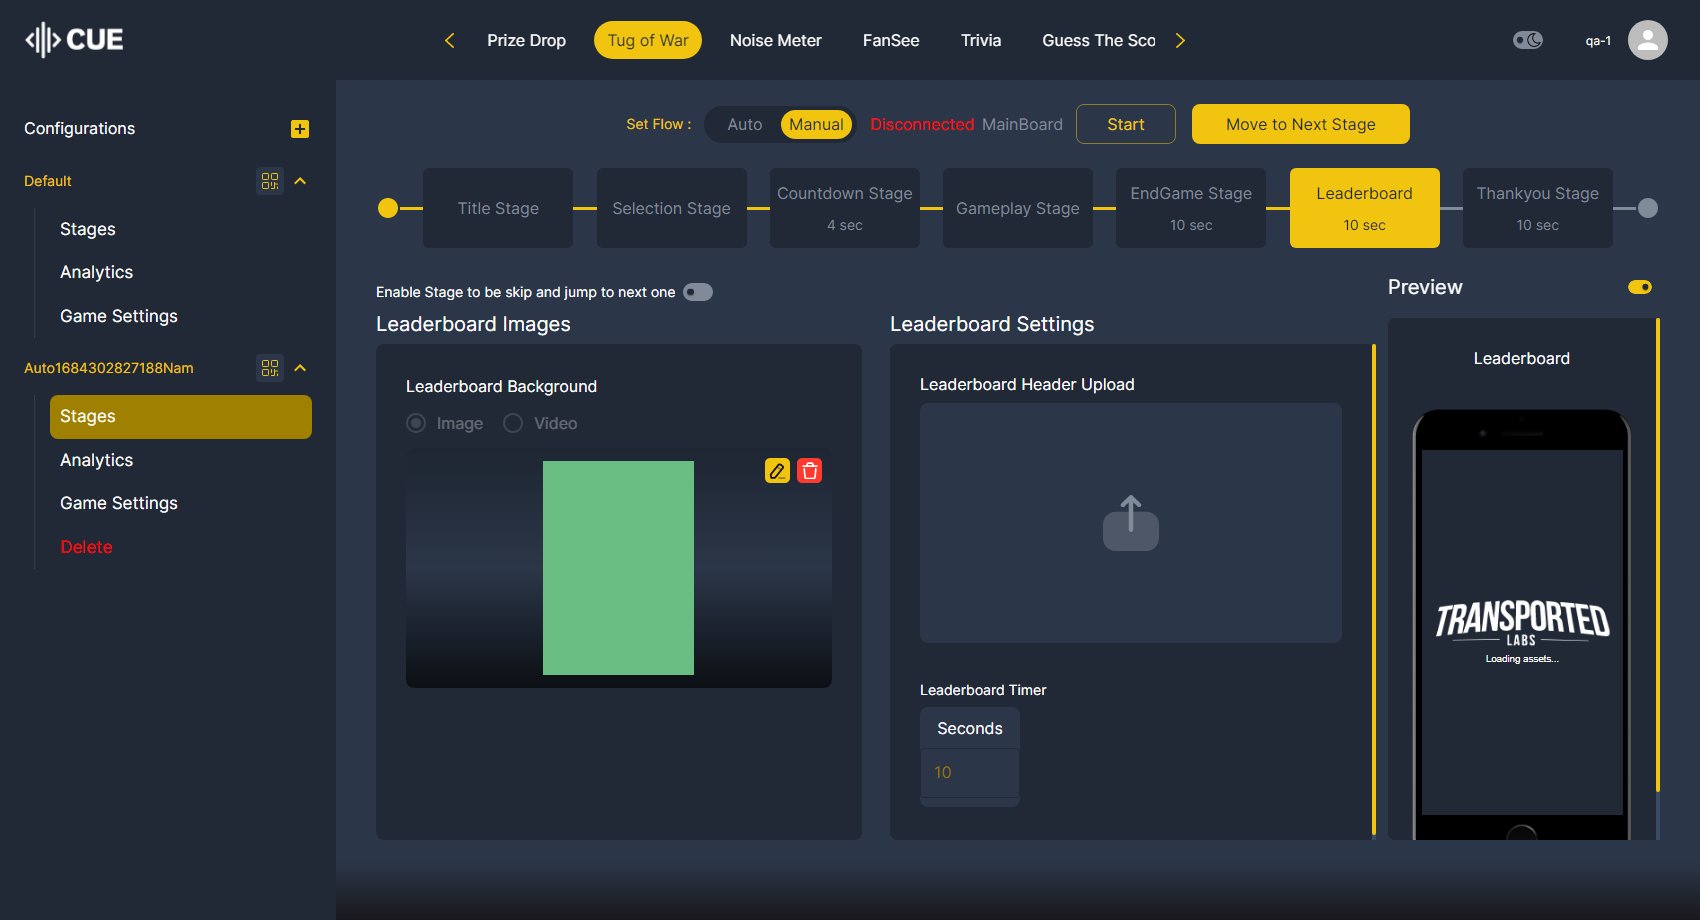 CUE
Prize Drop
Tug of War
Noise Meter
FanSee
Trivia
Guess The Sco
qa-1
Configurations
Default
Stages
Analytics
Game Settings
Auto1684302827188Nam
Stages
Analytics
Game Settings
Delete
Set Flow :
Auto
Manual
Disconnected MainBoard
Start
Move to Next Stage
Title Stage
Selection Stage
Countdown Stage
4 sec
Gameplay Stage
EndGame Stage
10 sec
Leaderboard
10 sec
Thankyou Stage
10 sec
Enable Stage to be skip and jump to next one
Leaderboard Images
Leaderboard Background
Image
Video
Leaderboard Settings
Leaderboard Header Upload
Leaderboard Timer
Seconds
10
Preview
Leaderboard
TRANSPORTED
LABS
Loading assets...